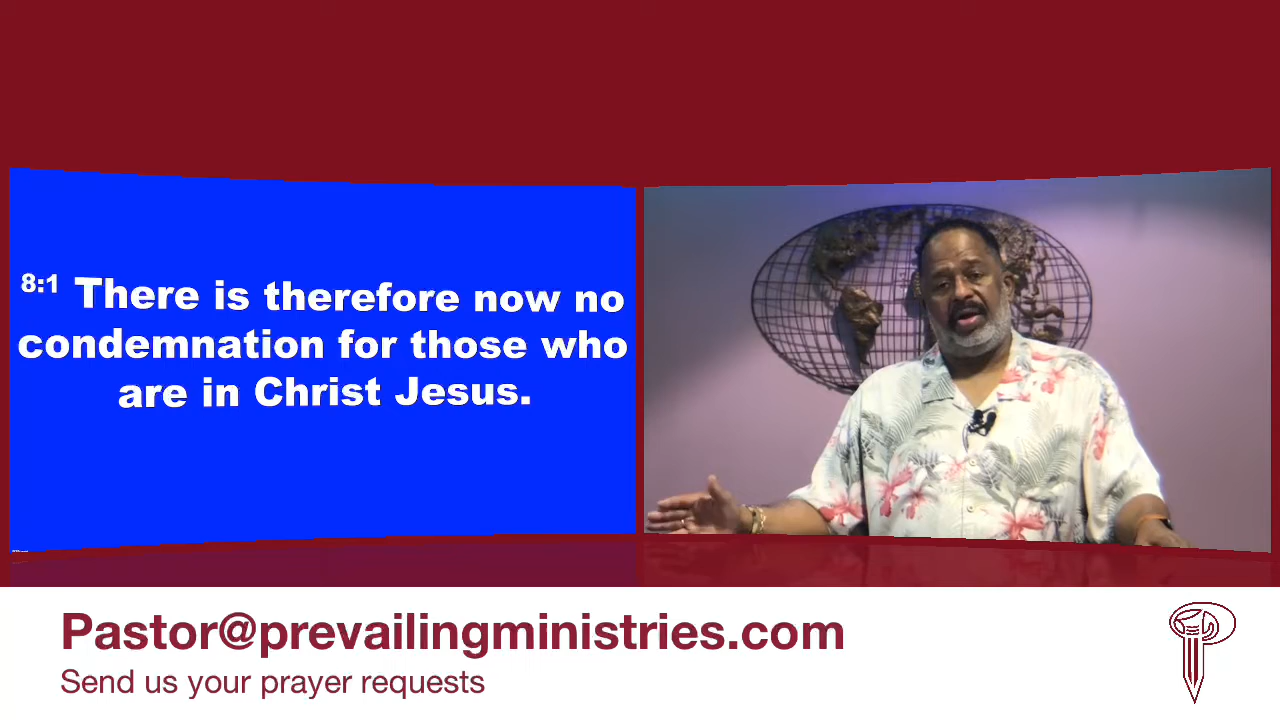 8:1 There is therefore now no
condemnation for those who
are in Christ Jesus.
Pastor@prevailingministries.com
Send us your prayer requests